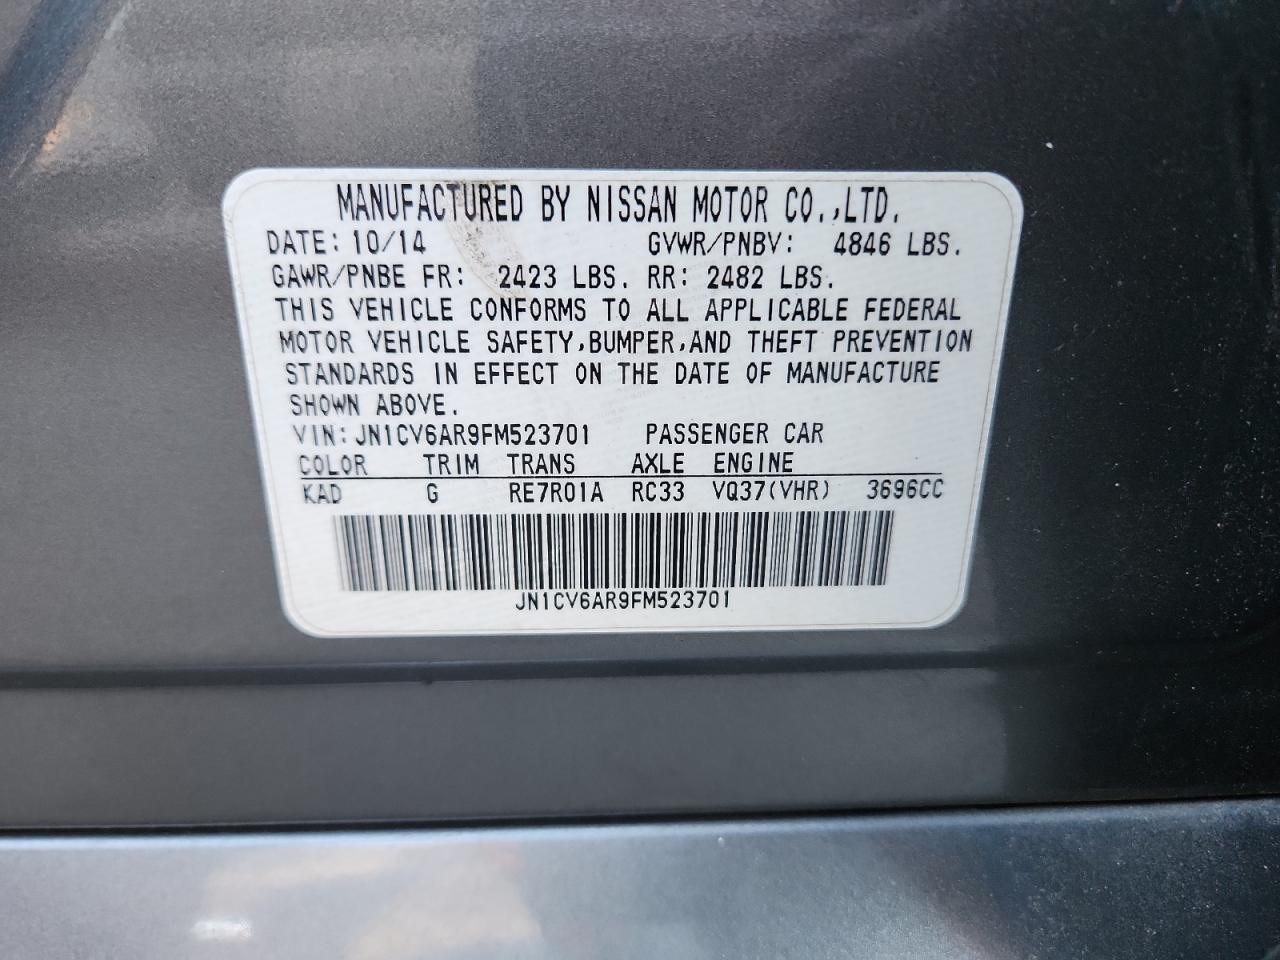 MANUFACTURED BY NISSAN MOTOR CO.,LTD.
DATE: 10/14 GVWR/PNBV: 4846 LBS.
GAWR/PNBE FR: 2423 LBS. RR: 2482 LBS.
THIS VEHICLE CONFORMS TO ALL APPLICABLE FEDERAL
MOTOR VEHICLE SAFETY,BUMPER,AND THEFT PREVENTION
STANDARDS IN EFFECT ON THE DATE OF MANUFACTURE
SHOWN ABOVE.
VIN:JN1CV6AR9FM523701 PASSENGER CAR
COLOR TRIM TRANS AXLE ENGINE
KAD G RE7R01A RC33 VQ37(VHR) 3696CC
JN1CV6AR9FM523701